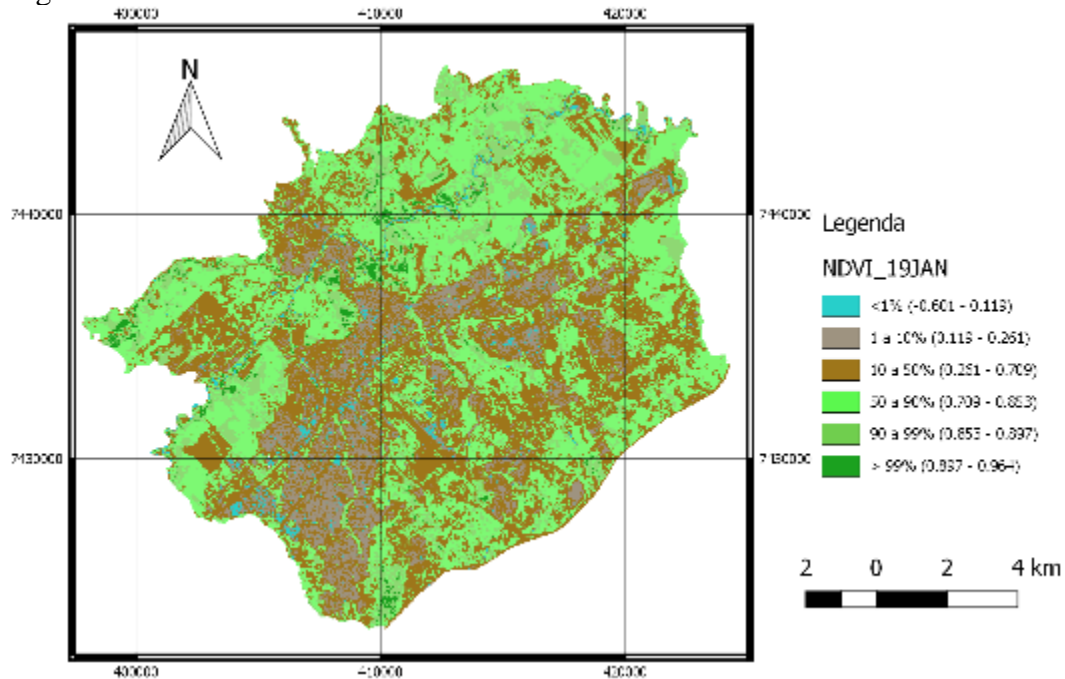 400000 410000 420000
N
7440000 7440000
Legenda
NDVI_19JAN
<1% (-0.601 - 0.119)
1 a 10% (0.119 - 0.261)
10 a 50% (0.261 - 0.709)
50 a 90% (0.709 - 0.853)
90 a 99% (0.853 - 0.897)
> 99% (0.897 - 0.964)
7430000 7430000
2 0 2 4 km
400000 410000 420000